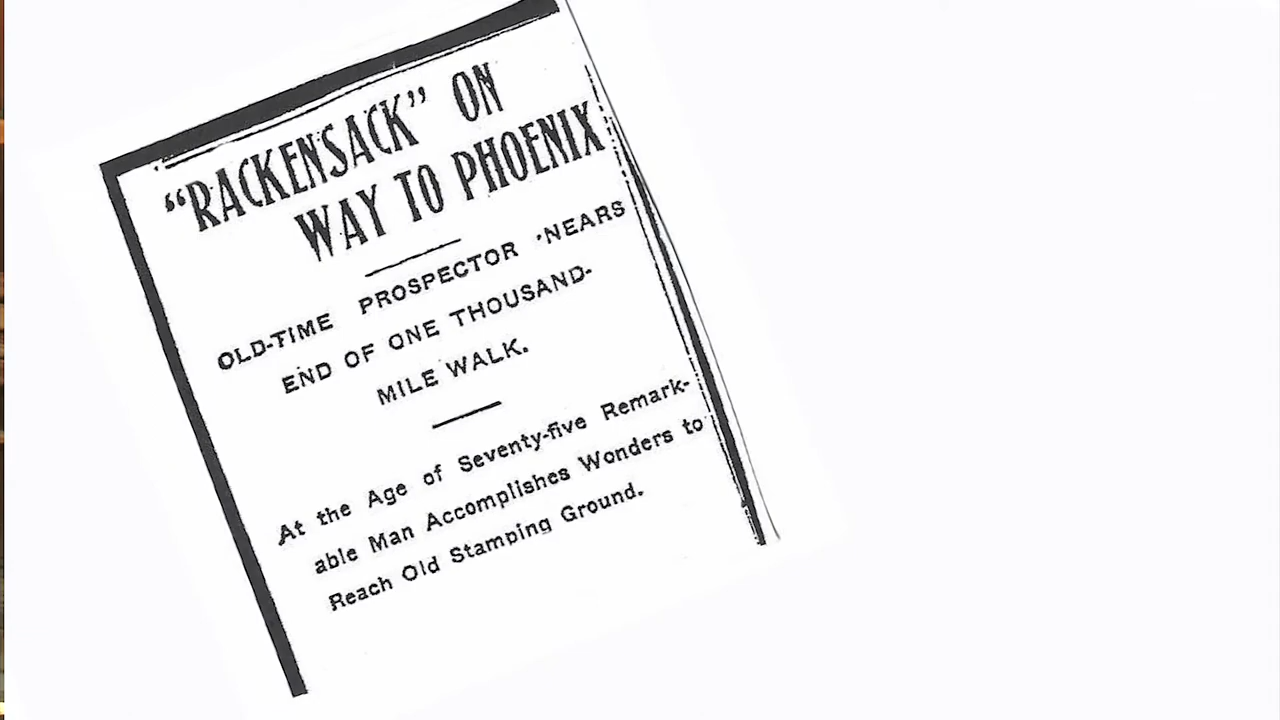 “RACKENSACK” ON
WAY TO PHOENIX
OLD-TIME PROSPECTOR NEARS
END OF ONE THOUSAND-
MILE WALK.
At the Age of Seventy-five Remark-
able Man Accomplishes Wonders to
Reach Old Stamping Ground.